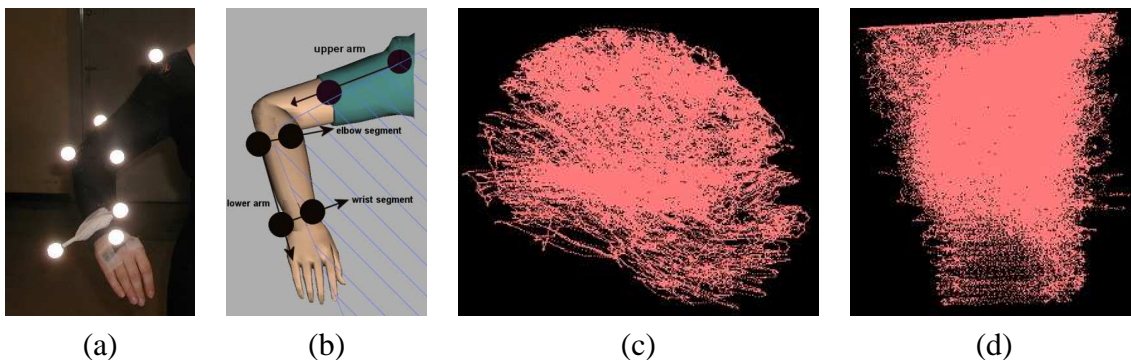 upper arm
elbow segment
lower arm
wrist segment
(a)
(b)
(c)
(d)